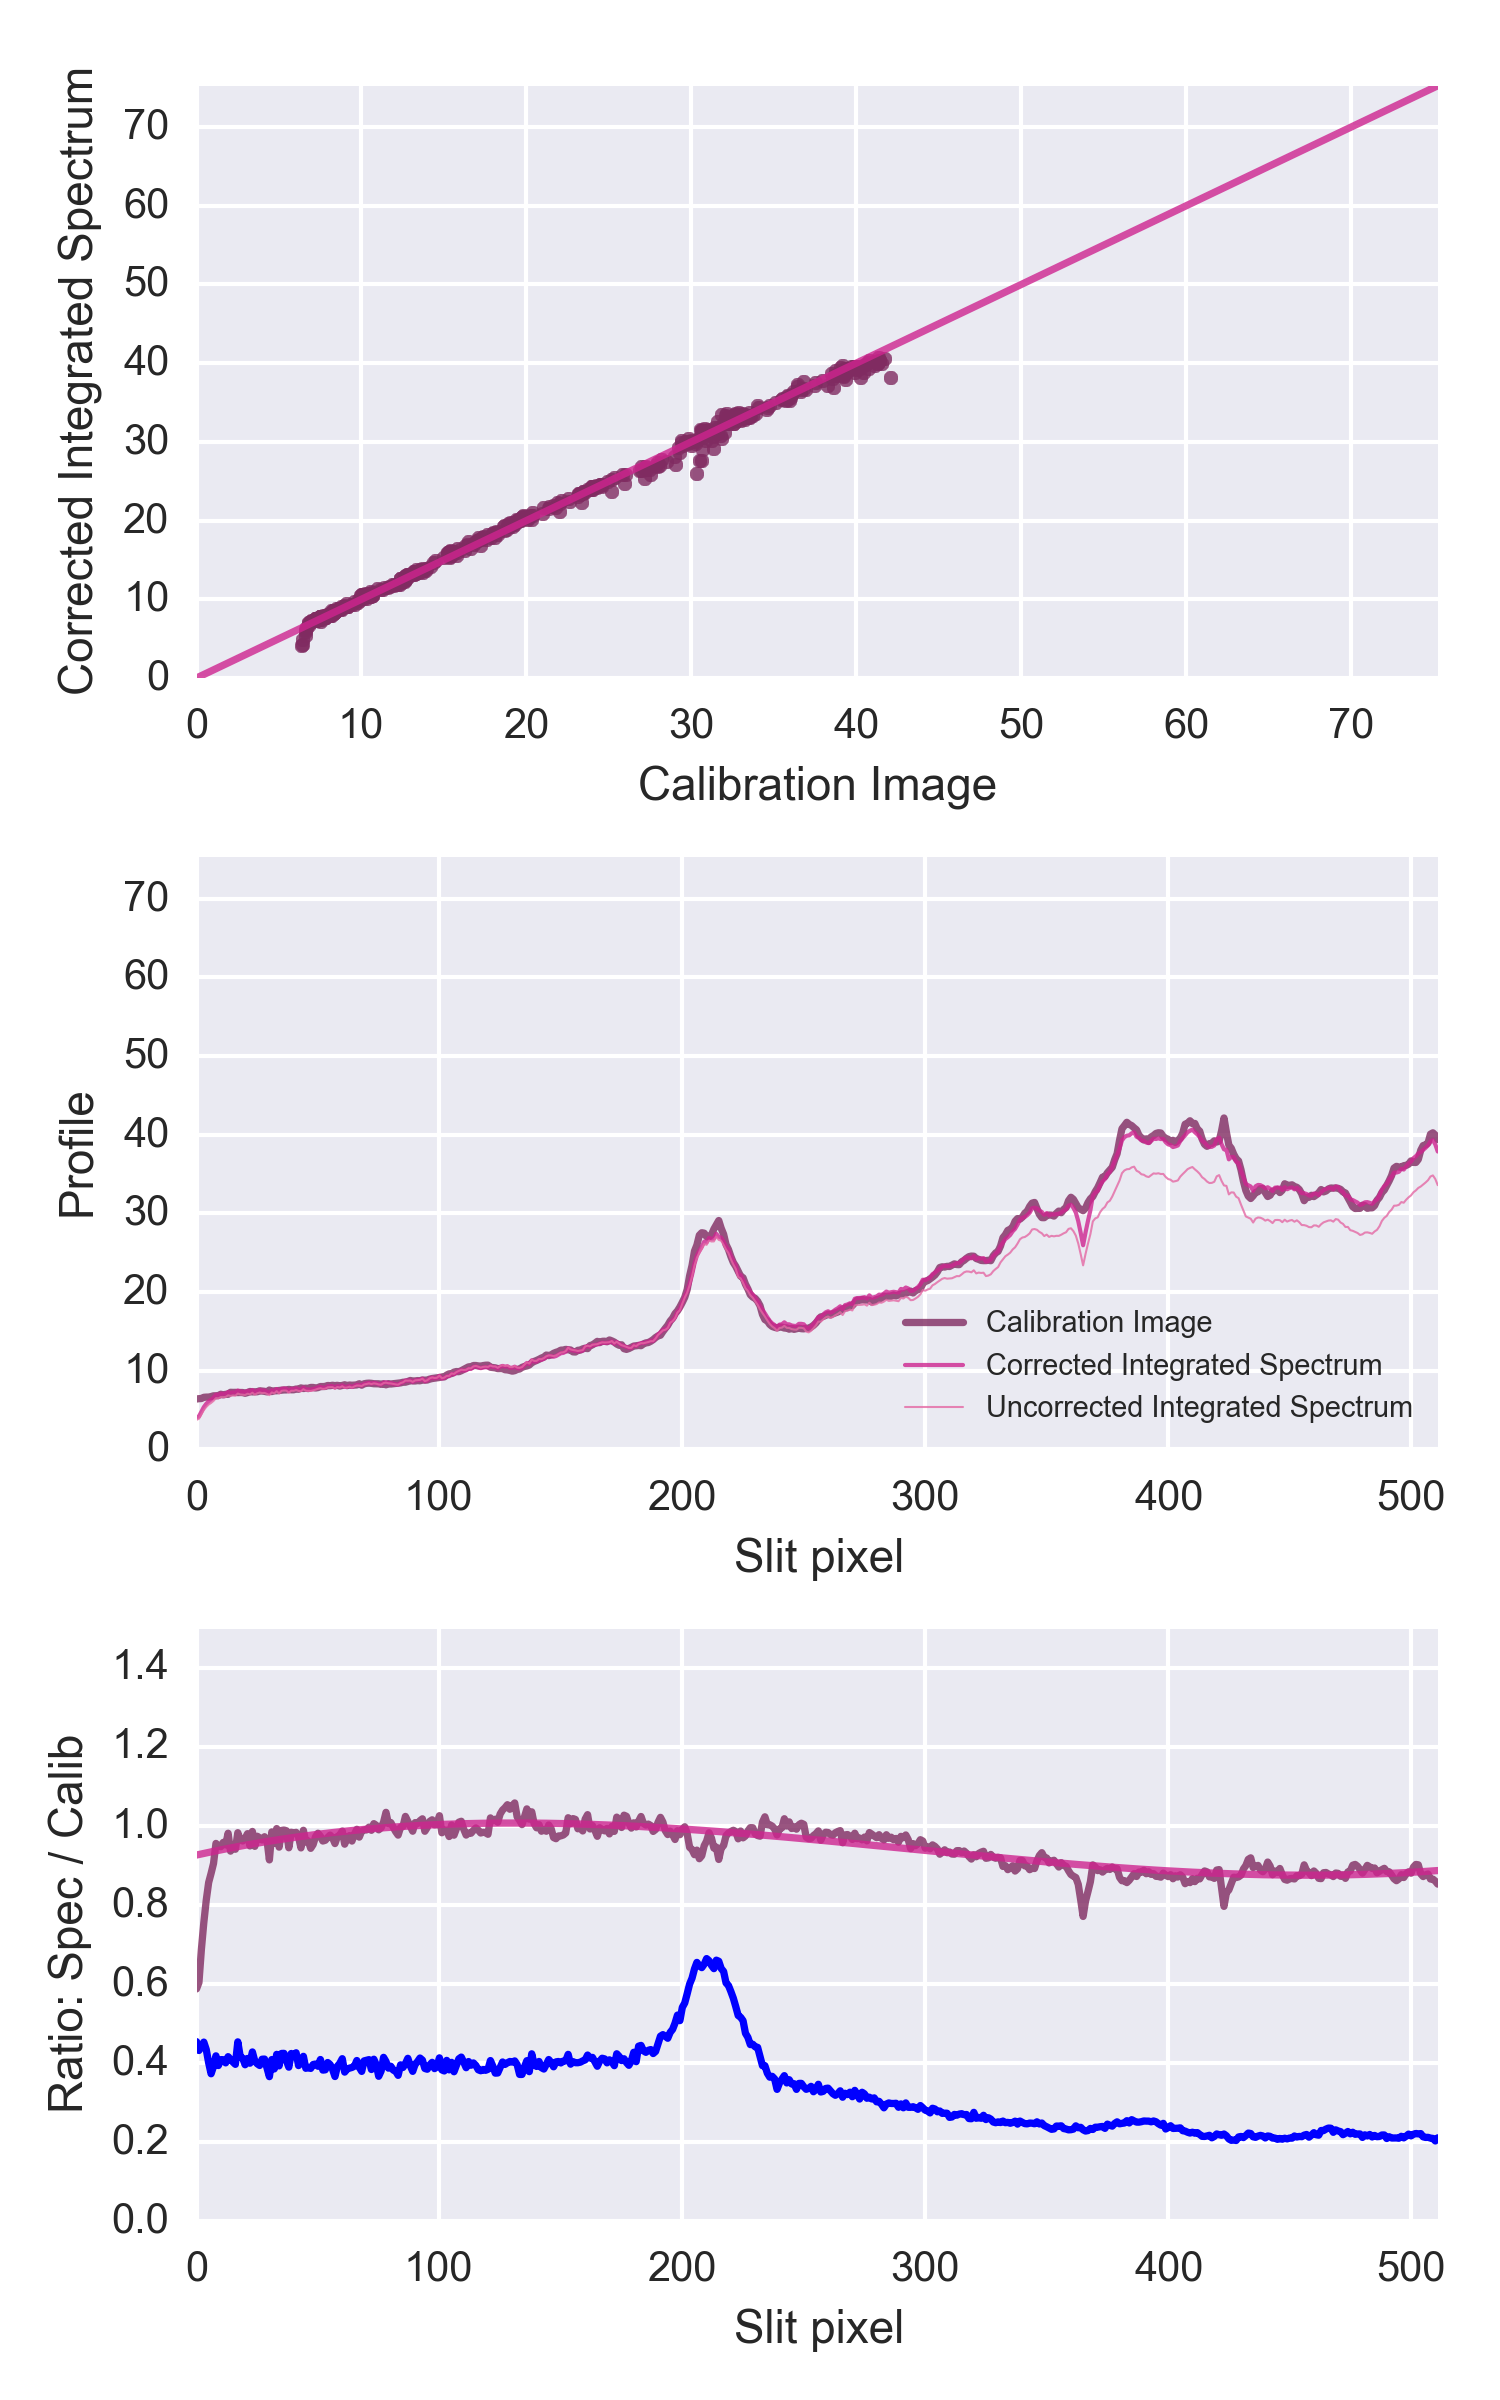 Corrected Integrated Spectrum
70
60
50
40
30
20
10
0
0 10 20 30 40 50 60 70
Calibration Image
Profile
70
60
50
40
30
20
10
0
Calibration Image
Corrected Integrated Spectrum
Uncorrected Integrated Spectrum
0 100 200 300 400 500
Slit pixel
Ratio: Spec / Calib
1.4
1.2
1.0
0.8
0.6
0.4
0.2
0.0
0 100 200 300 400 500
Slit pixel